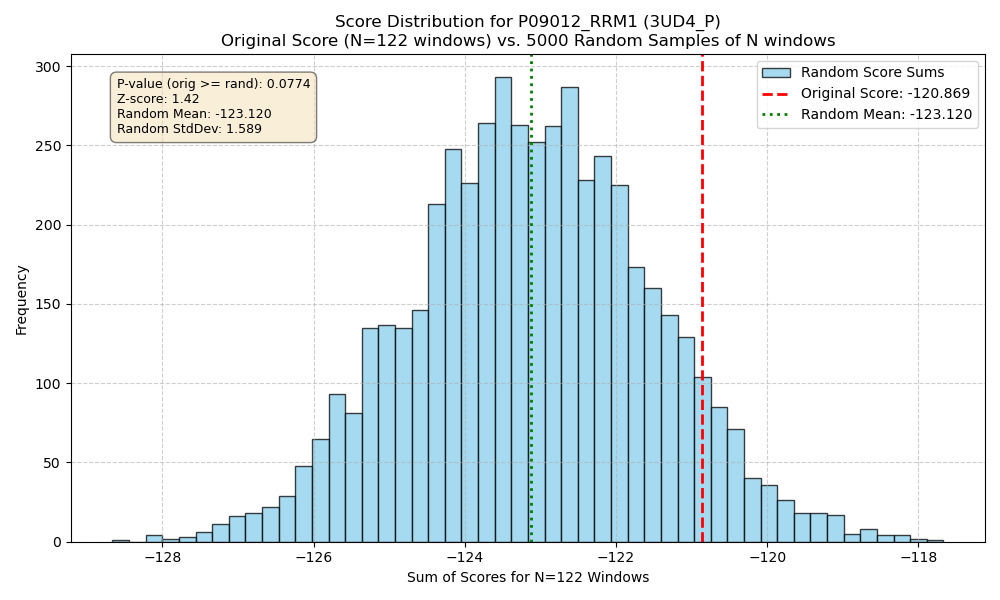 Score Distribution for P09012_RRM1 (3UD4_P)
Original Score (N=122 windows) vs. 5000 Random Samples of N windows
P-value (orig >= rand): 0.0774
Z-score: 1.42
Random Mean: -123.120
Random StdDev: 1.589
Random Score Sums
Original Score: -120.869
Random Mean: -123.120
300
250
200
150
100
50
0
Frequency
−128
−126
−124
−122
−120
−118
Sum of Scores for N=122 Windows